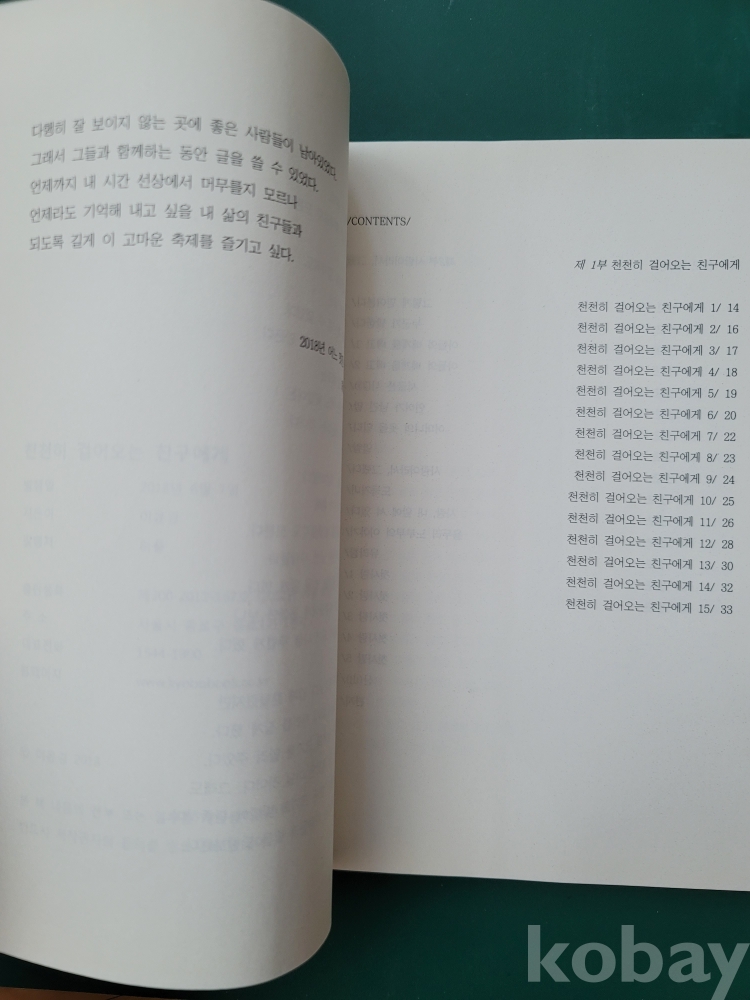 다행히 잘 보이지 않는 곳에 좋은 사람들이 남아있었다.
그래서 그들과 함께하는 동안 글을 쓸 수 있었다.
언제까지 내 시간 선상에서 머무를지 모르나
언제라도 기억해 내고 싶을 내 삶의 친구들과
되도록 길게 이 고마운 축제를 즐기고 싶다.
2018년 어느
/CONTENTS/
제 1부 천천히 걸어오는 친구에게
천천히 걸어오는 친구에게 1/ 14
천천히 걸어오는 친구에게 2/ 16
천천히 걸어오는 친구에게 3/ 17
천천히 걸어오는 친구에게 4/ 18
천천히 걸어오는 친구에게 5/ 19
천천히 걸어오는 친구에게 6/ 20
천천히 걸어오는 친구에게 7/ 22
천천히 걸어오는 친구에게 8/ 23
천천히 걸어오는 친구에게 9/ 24
천천히 걸어오는 친구에게 10/ 25
천천히 걸어오는 친구에게 11/ 26
천천히 걸어오는 친구에게 12/ 28
천천히 걸어오는 친구에게 13/ 30
천천히 걸어오는 친구에게 14/ 32
천천히 걸어오는 친구에게 15/ 33
kobay